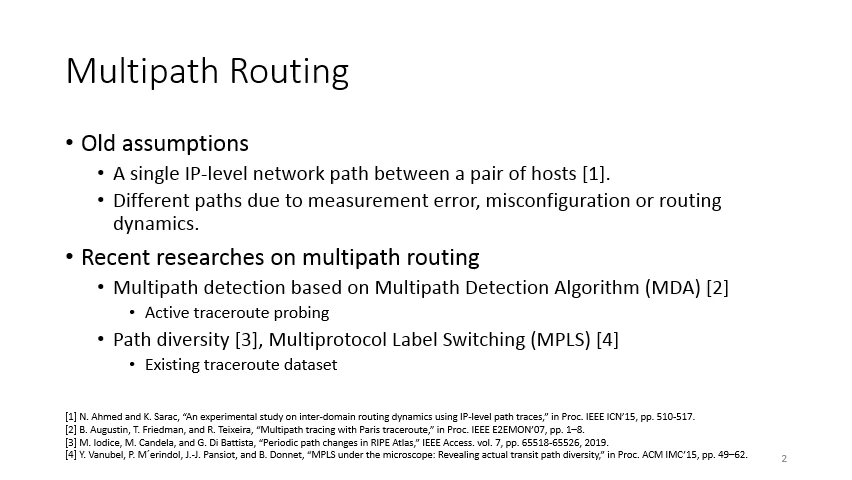 Multipath Routing
• Old assumptions
• A single IP-level network path between a pair of hosts [1].
• Different paths due to measurement error, misconfiguration or routing
dynamics.
• Recent researches on multipath routing
• Multipath detection based on Multipath Detection Algorithm (MDA) [2]
• Active traceroute probing
• Path diversity [3], Multiprotocol Label Switching (MPLS) [4]
• Existing traceroute dataset
[1] N. Ahmed and K. Sarac, “An experimental study on inter-domain routing dynamics using IP-level path traces,” in Proc. IEEE ICN’15, pp. 510-517.
[2] B. Augustin, T. Friedman, and R. Teixeira, “Multipath tracing with Paris traceroute,” in Proc. IEEE E2EMON’07, pp. 1–8.
[3] M. Iodice, M. Candela, and G. Di Battista, “Periodic path changes in RIPE Atlas,” IEEE Access. vol. 7, pp. 65518-65526, 2019.
[4] Y. Vanubel, P. M´erindol, J.-J. Pansiot, and B. Donnet, “MPLS under the microscope: Revealing actual transit path diversity,” in Proc. ACM IMC’15, pp. 49–62.
2